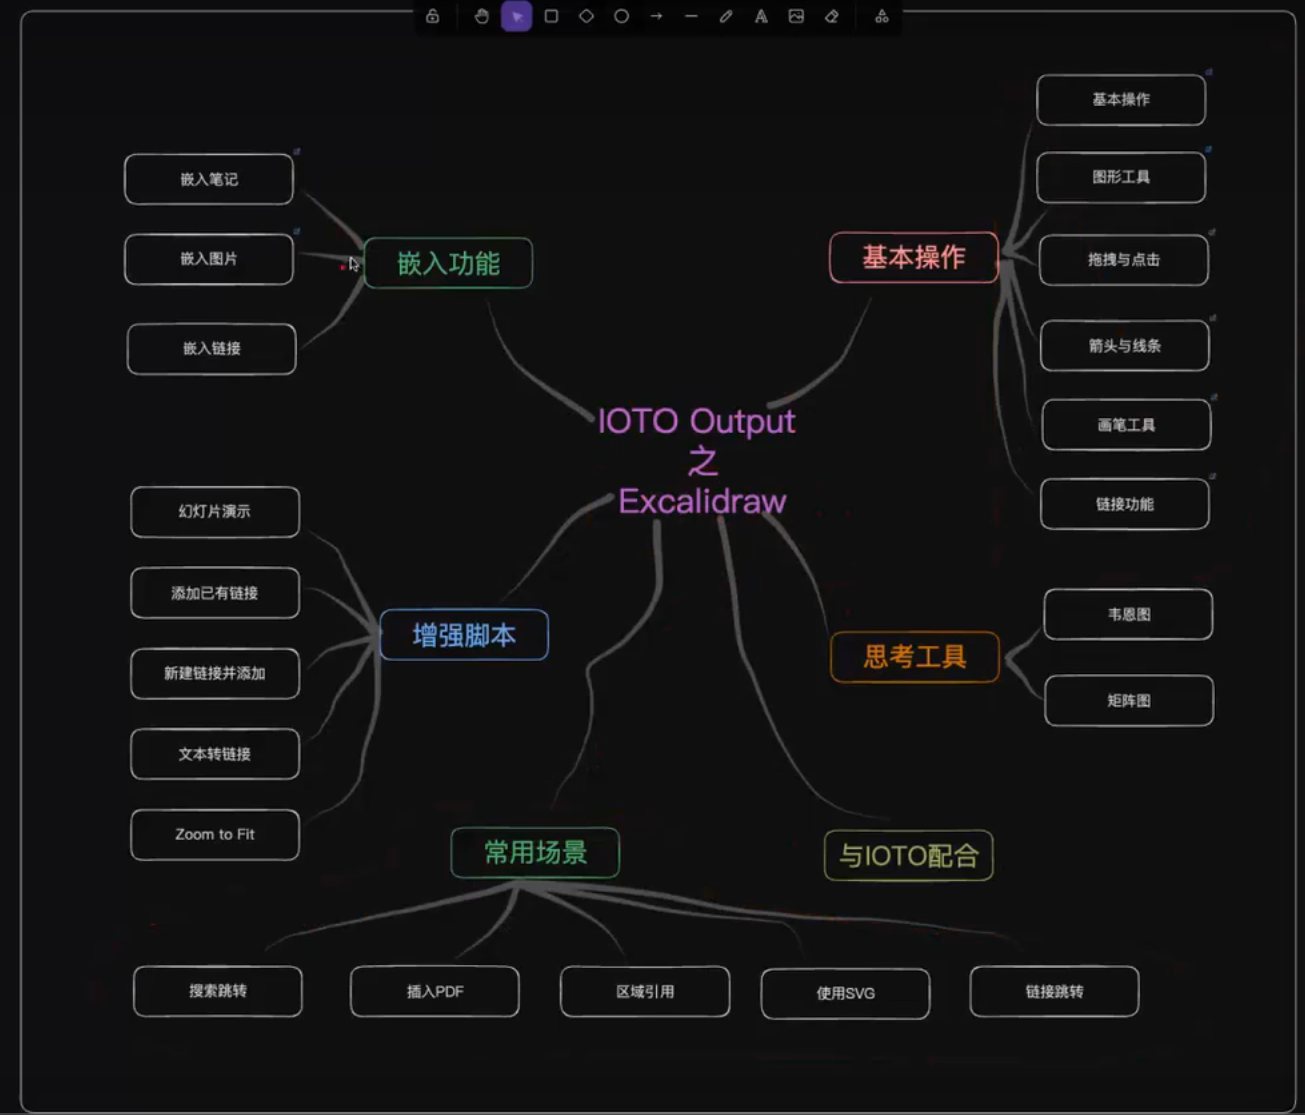 IOTO Output
之
Excalidraw
嵌入功能
嵌入笔记
嵌入图片
嵌入链接
基本操作
基本操作
图形工具
拖拽与点击
箭头与线条
画笔工具
链接功能
增强脚本
幻灯片演示
添加已有链接
新建链接并添加
文本转链接
Zoom to Fit
思考工具
韦恩图
矩阵图
常用场景
搜索跳转
插入PDF
区域引用
使用SVG
链接跳转
与IOTO配合